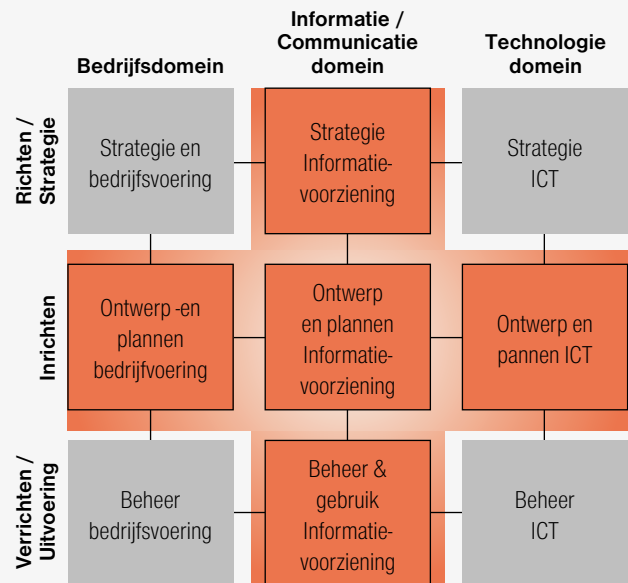 Bedrijfsdomein
Informatie /
Communicatie
domein
Technologie
domein
Richten /
Strategie
Strategie en
bedrijfsvoering
Strategie
Informatie-
voorziening
Strategie
ICT
Inrichten
Ontwerp -en
plannen
bedrijfvoering
Ontwerp
en plannen
Informatie-
voorziening
Ontwerp en
pannen ICT
Verrichten /
Uitvoering
Beheer
bedrijfsvoering
Beheer &
gebruik
Informatie-
voorziening
Beheer
ICT